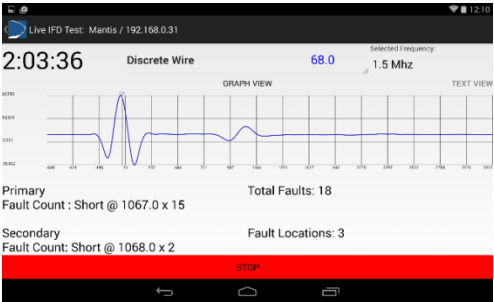 12:10
Live IFD Test: Mantis / 192.168.0.31
2:03:36
Discrete Wire
68.0
Selected Frequency:
1.5 Mhz
GRAPH VIEW
TEXT VIEW
Primary
Total Faults: 18
Fault Count : Short @ 1067.0 x 15
Secondary
Fault Locations: 3
Fault Count: Short @ 1068.0 x 2
STOP